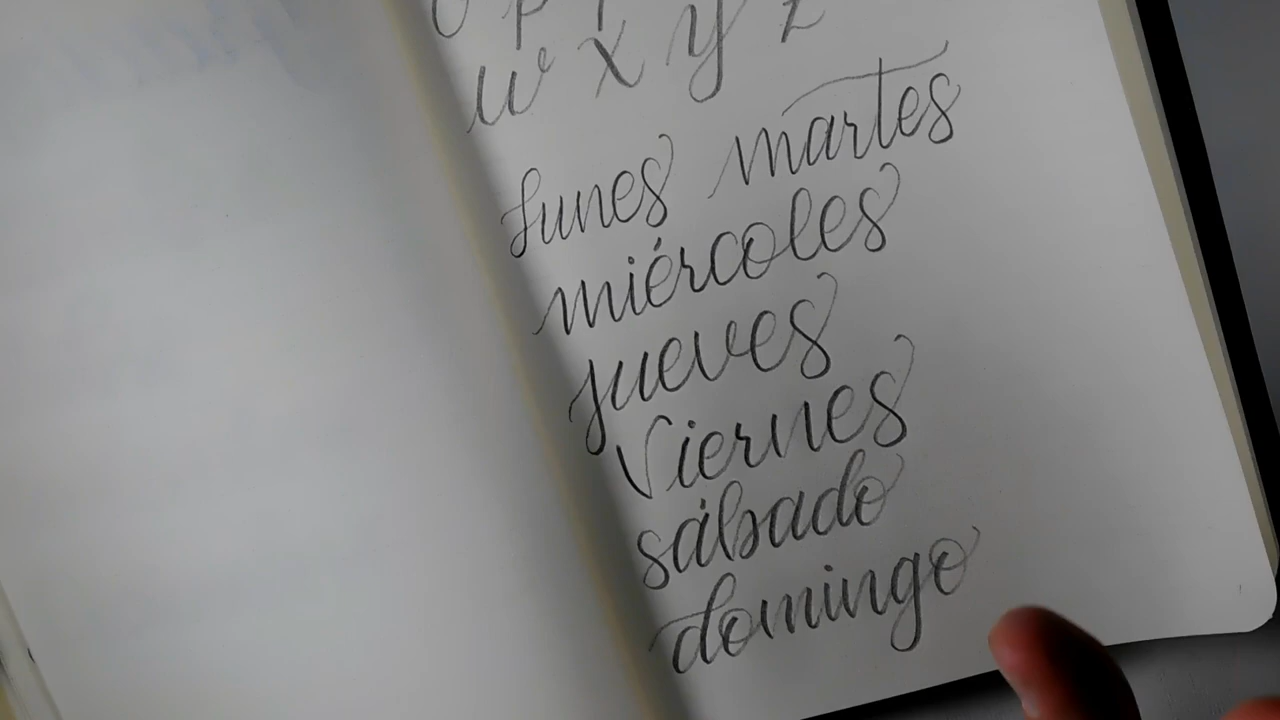 w x y z
lunes martes
miércoles
jueves
Viernes
sábado
domingo